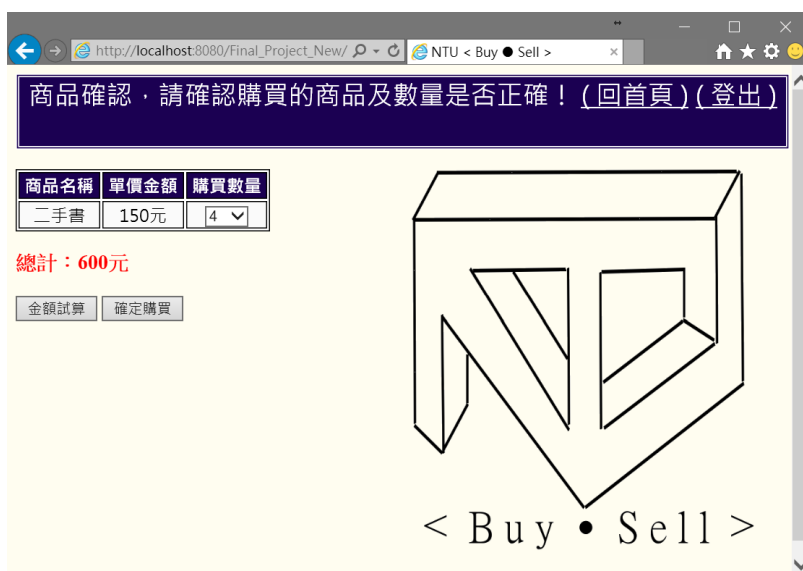 http://localhost:8080/Final_Project_New/
NTU < Buy ● Sell >
商品確認，請確認購買的商品及數量是否正確！ (回首頁) (登出)
商品名稱 單價金額 購買數量
二手書 150元 4
總計：600元
金額試算 確定購買
< Buy ● Sell >